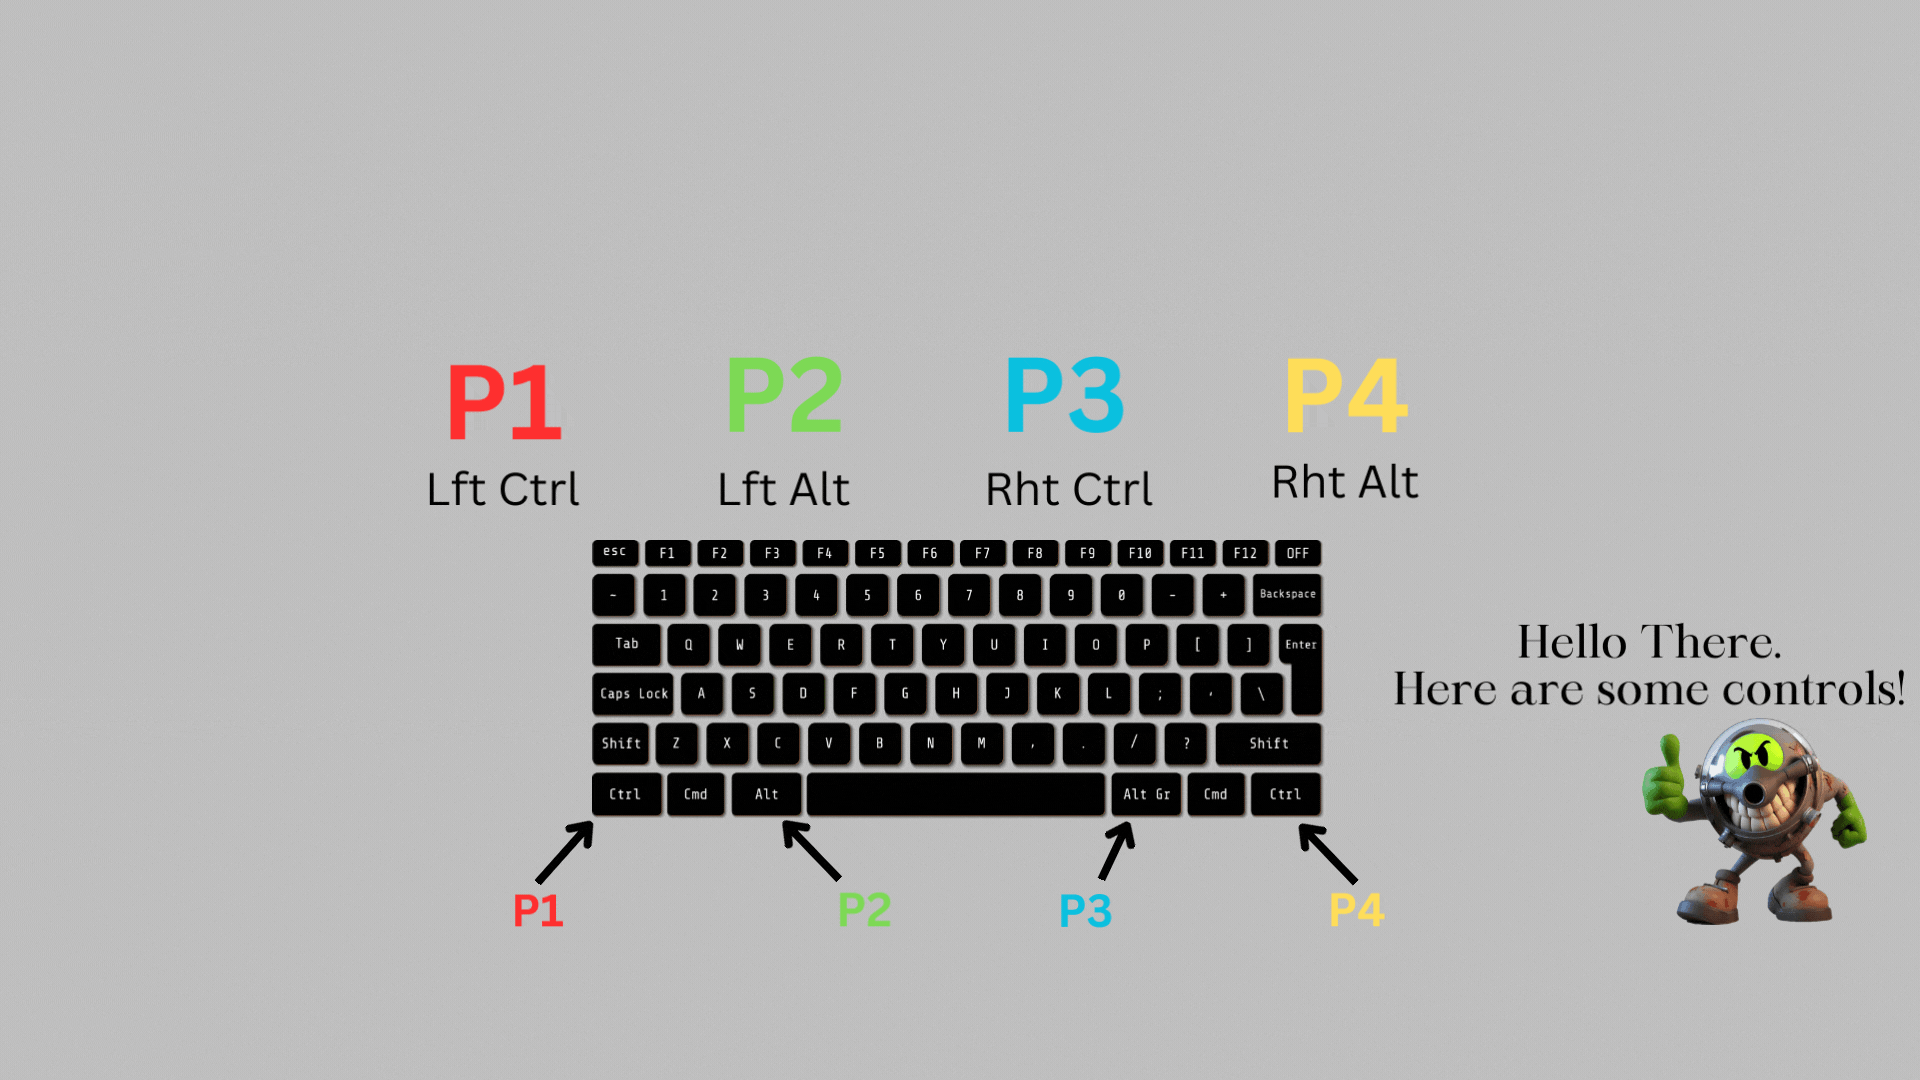 P1 P2 P3 P4
Lft Ctrl Lft Alt Rht Ctrl Rht Alt
esc F1 F2 F3 F4 F5 F6 F7 F8 F9 F10 F11 F12 OFF
~ 1 2 3 4 5 6 7 8 9 0 - + Backspace
Tab Q W E R T Y U I O P [ ] Enter
Caps Lock A S D F G H J K L ; ‘ \
Shift Z X C V B N M , . / ? Shift
Ctrl Cmd Alt Alt Gr Cmd Ctrl
P1 P2 P3 P4
Hello There.
Here are some controls!